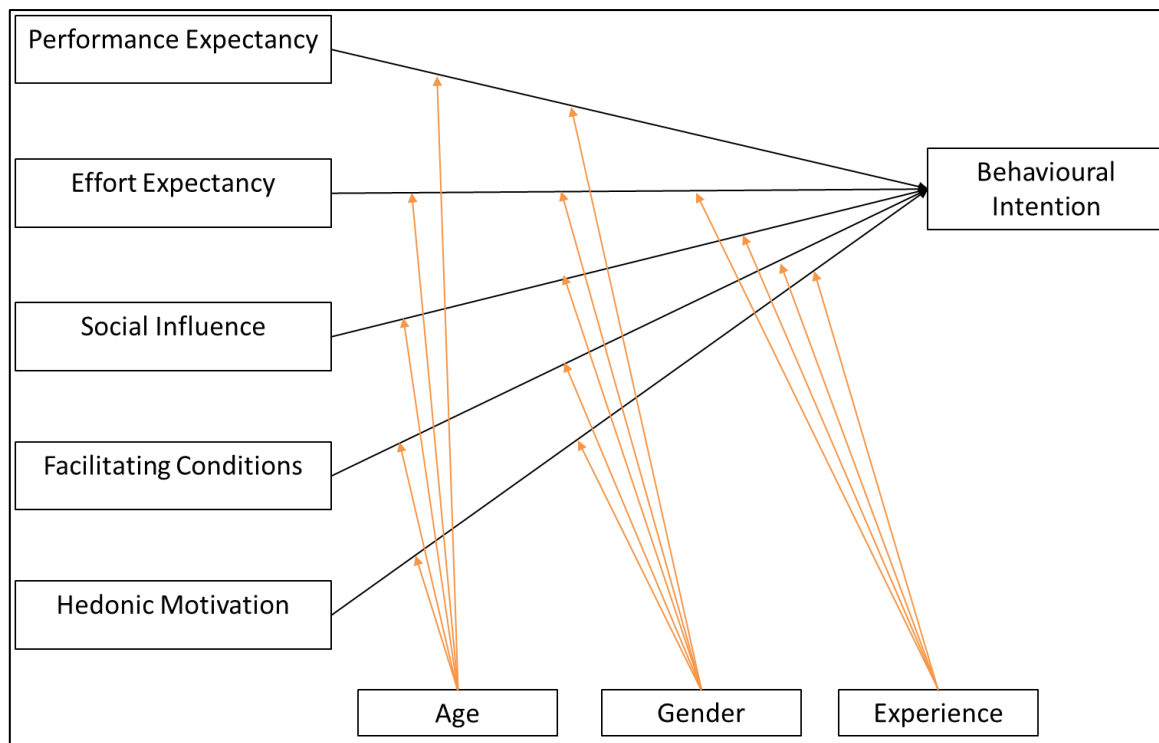 Performance Expectancy
Effort Expectancy
Behavioural
Intention
Social Influence
Facilitating Conditions
Hedonic Motivation
Age
Gender
Experience